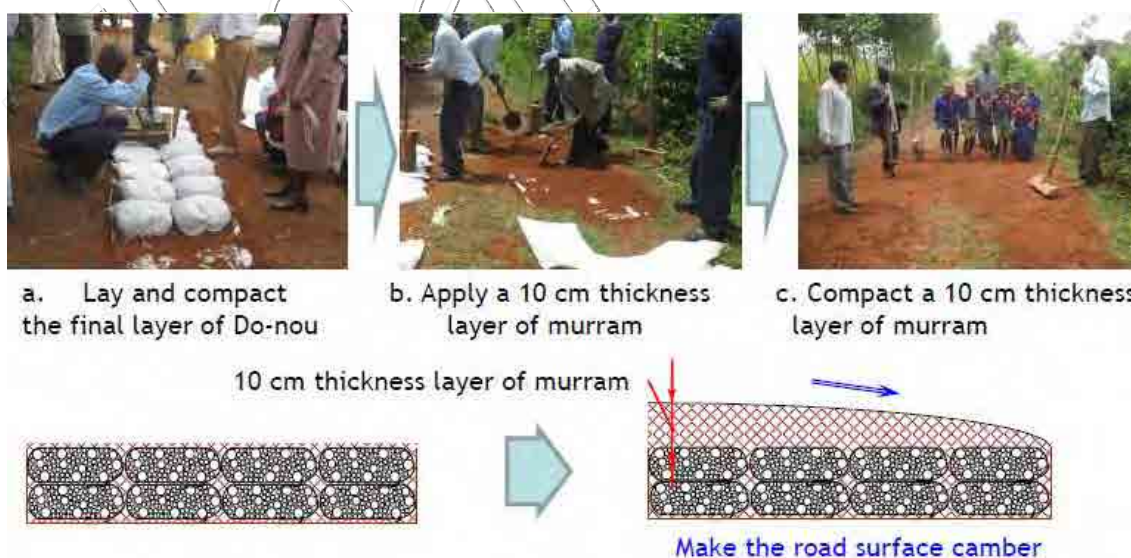 a. Lay and compact
the final layer of Do-nou
b. Apply a 10 cm thickness
layer of murram
c. Compact a 10 cm thickness
layer of murram
10 cm thickness layer of murram
Make the road surface camber